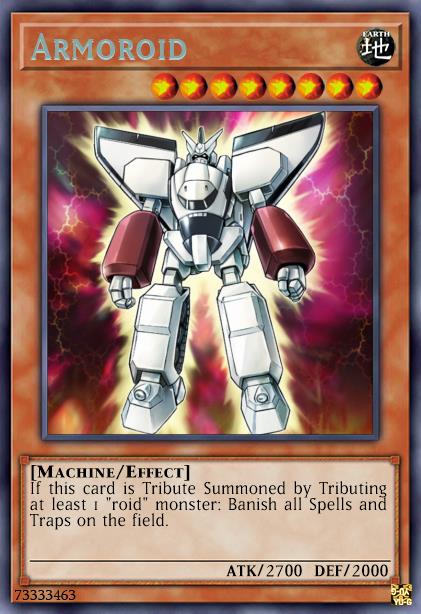 ARMOROID
EARTH
地
[MACHINE/EFFECT]
If this card is Tribute Summoned by Tributing
at least 1 "roid" monster: Banish all Spells and
Traps on the field.
ATK/2700 DEF/2000
73333463